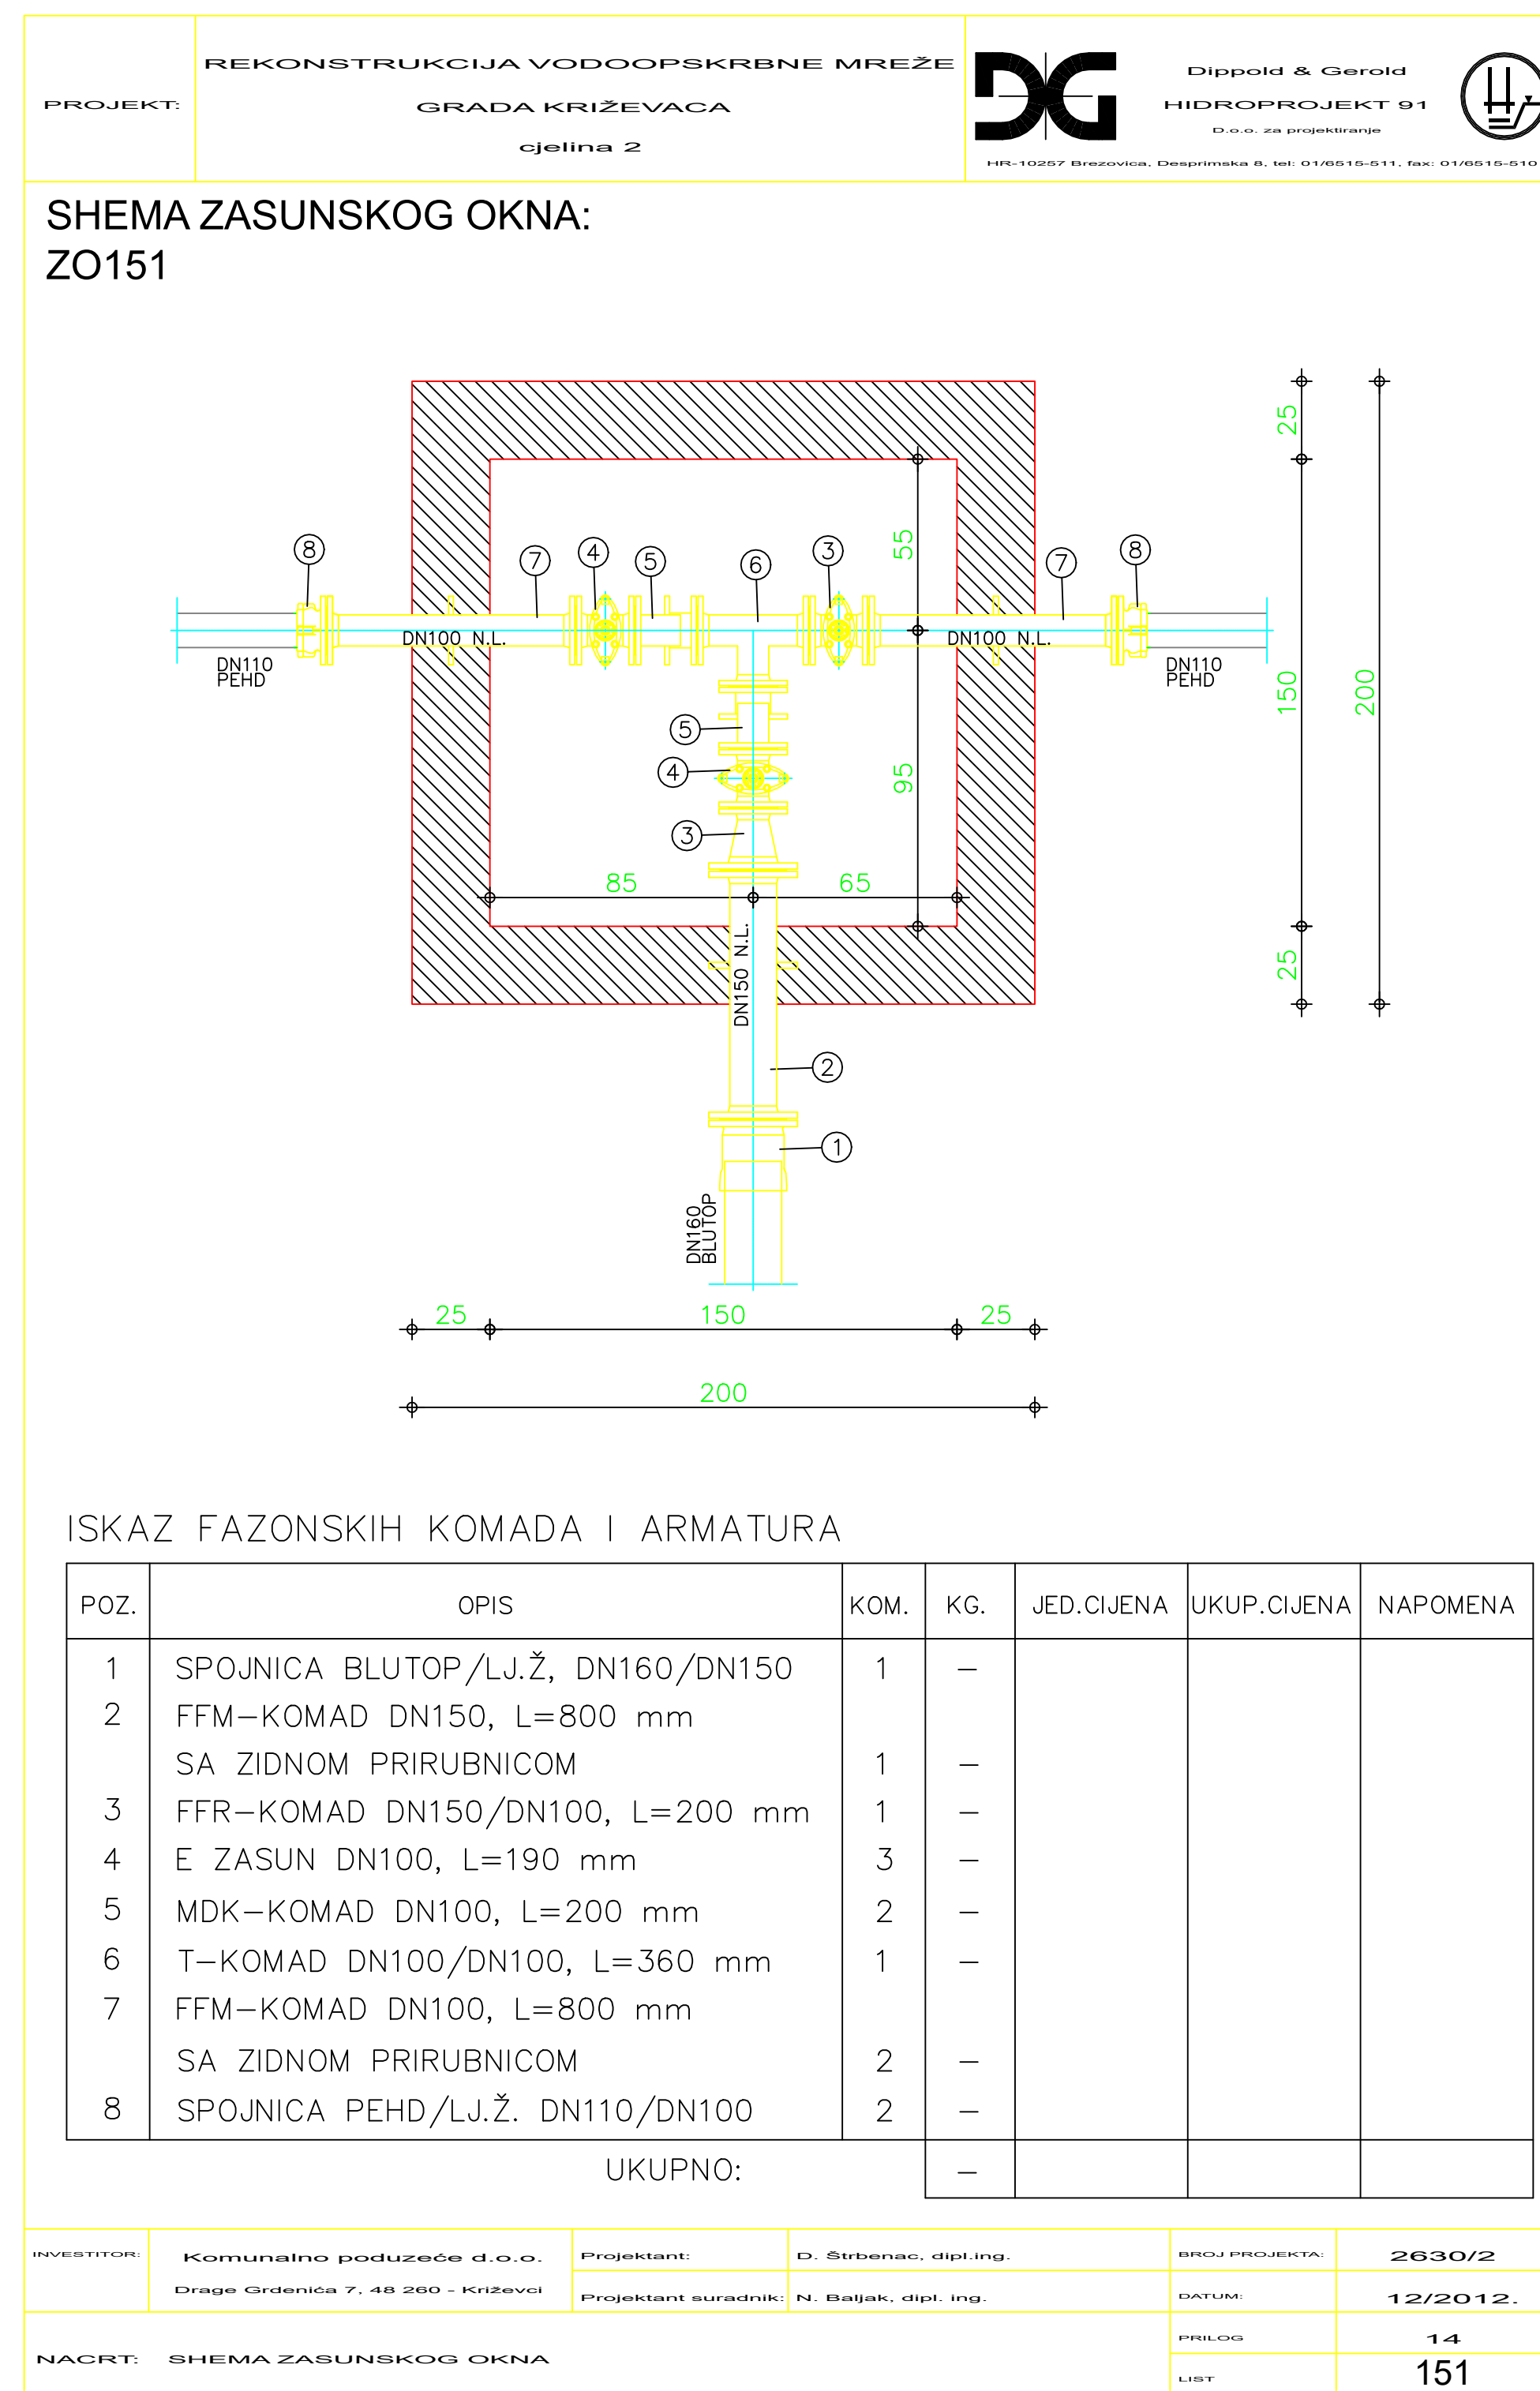 PROJEKT:
REKONSTRUKCIJA VODOOPSKRBNE MREŽE
GRADA KRIŽEVACA
cjelina 2
DG
Dippold & Gerold
HIDROPROJEKT 91
D.o.o. za projektiranje
HR-10257 Brezovica, Desprimska 8, tel: 01/6515-511, fax: 01/6515-510
SHEMA ZASUNSKOG OKNA:
ZO151
25
200
150
25
55
95
85
65
8
7
4
5
6
3
7
8
DN100 N.L.
DN100 N.L.
DN110
PEHD
DN110
PEHD
5
4
3
DN150 N.L.
2
1
DN160
BLUTOP
25
150
25
200
ISKAZ FAZONSKIH KOMADA I ARMATURA
POZ. OPIS KOM. KG. JED.CIJENA UKUP.CIJENA NAPOMENA
1 SPOJNICA BLUTOP/LJ.Ž, DN160/DN150 1 –
2 FFM–KOMAD DN150, L=800 mm
SA ZIDNOM PRIRUBNICOM 1 –
3 FFR–KOMAD DN150/DN100, L=200 mm 1 –
4 E ZASUN DN100, L=190 mm 3 –
5 MDK–KOMAD DN100, L=200 mm 2 –
6 T–KOMAD DN100/DN100, L=360 mm 1 –
7 FFM–KOMAD DN100, L=800 mm
SA ZIDNOM PRIRUBNICOM 2 –
8 SPOJNICA PEHD/LJ.Ž. DN110/DN100 2 –
UKUPNO: –
INVESTITOR:
Komunalno poduzeće d.o.o.
Drage Grdenića 7, 48 260 - Križevci
Projektant: D. Štrbenac, dipl.ing.
Projektant suradnik: N. Baljak, dipl. ing.
BROJ PROJEKTA: 2630/2
DATUM: 12/2012.
PRILOG 14
LIST 151
NACRT: SHEMA ZASUNSKOG OKNA